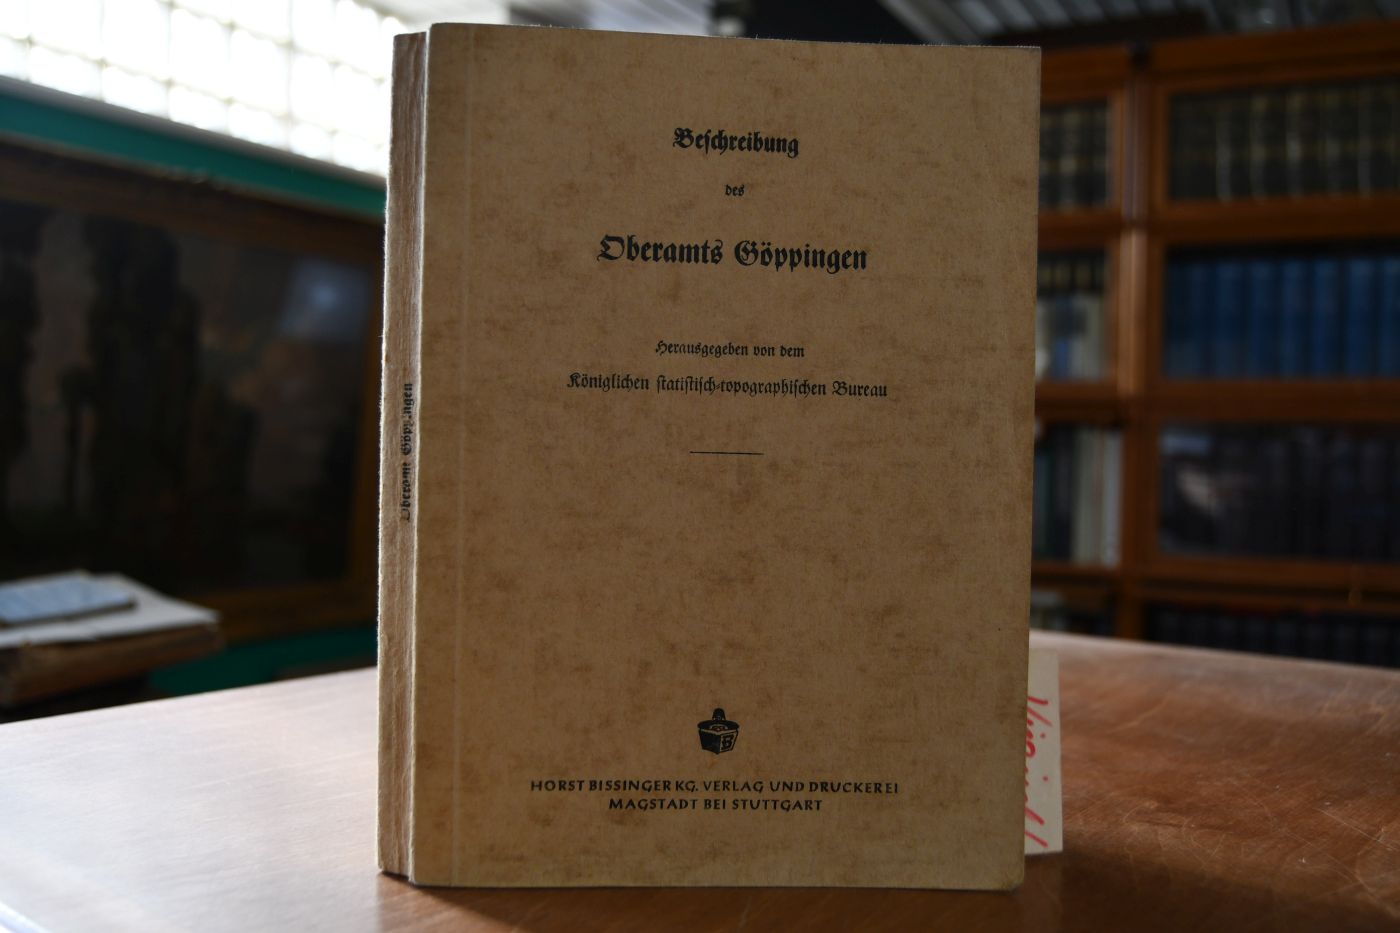 Beschreibung
des
Oberamts Göppingen
Herausgegeben von dem
Königlichen statistisch-topographischen Bureau
B
HORST BISSINGER KG. VERLAG UND DRUCKEREI
MAGSTADT BEI STUTTGART
Oberamt Göppingen